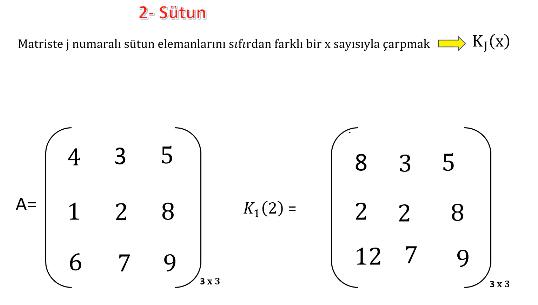 2- Sütun
Matriste j numaralı sütun elemanlarını sıfırdan farklı bir x sayısıyla çarpmak K_J(x)
4 3 5 8 3 5
A= 1 2 8 K₁(2) = 2 2 8
6 7 9 12 7 9
3 x 3 3 x 3